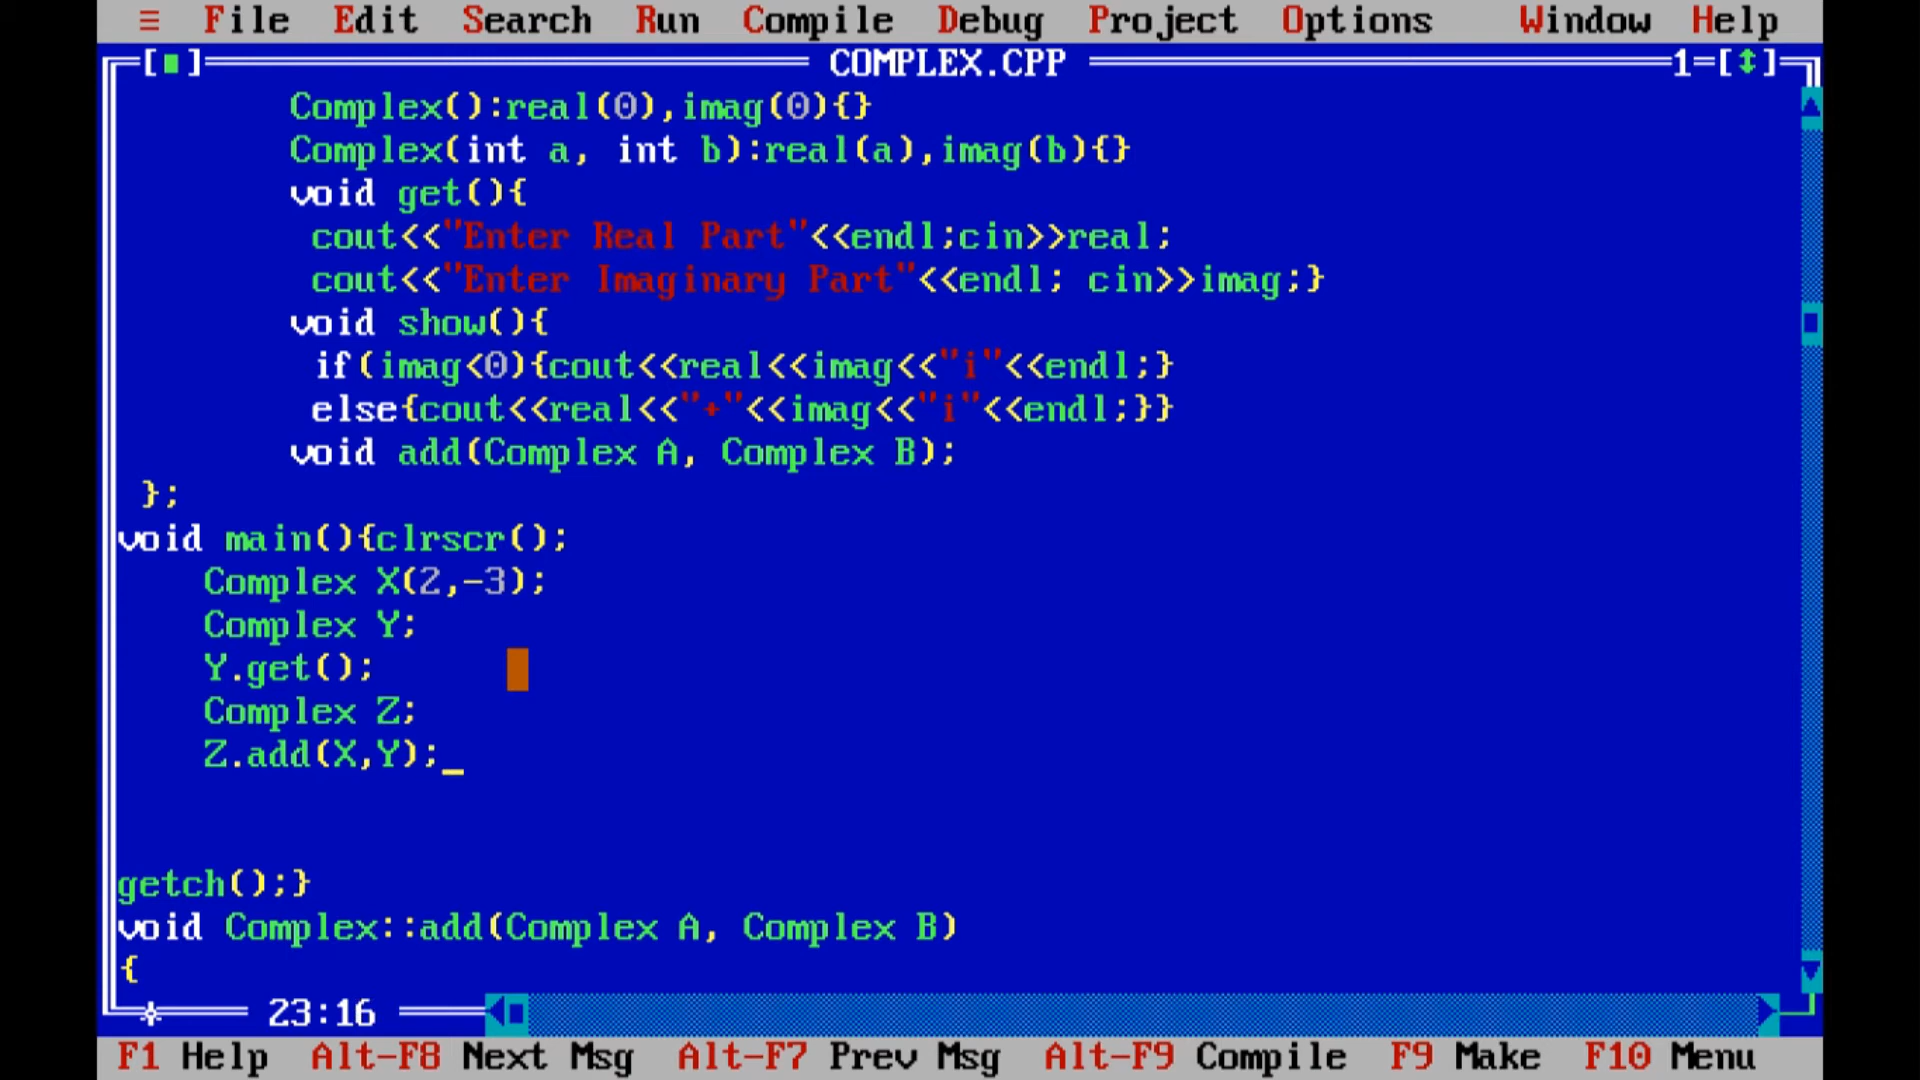 ≡ File Edit Search Run Compile Debug Project Options Window Help
[■] COMPLEX.CPP 1=[↕]
Complex():real(0),imag(0){}
Complex(int a, int b):real(a),imag(b){}
void get(){
cout<<"Enter Real Part"<<endl;cin>>real;
cout<<"Enter Imaginary Part"<<endl; cin>>imag;}
void show(){
if(imag<0){cout<<real<<imag<<"i"<<endl;}
else{cout<<real<<"+"<<imag<<"i"<<endl;}}
void add(Complex A, Complex B);
};
void main(){clrscr();
Complex X(2,-3);
Complex Y;
Y.get();
Complex Z;
Z.add(X,Y);_
getch();}
void Complex::add(Complex A, Complex B)
{
23:16
F1 Help Alt-F8 Next Msg Alt-F7 Prev Msg Alt-F9 Compile F9 Make F10 Menu